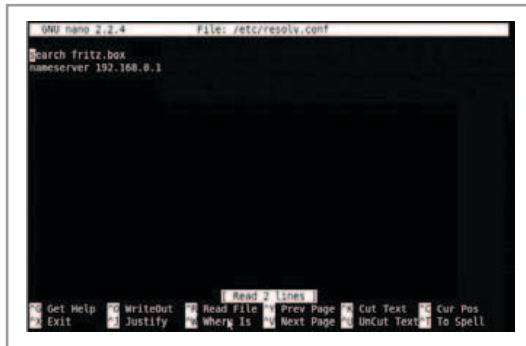 GNU nano 2.2.4 File: /etc/resolv.conf
search fritz.box
nameserver 192.168.0.1
[ Read 2 lines ]
^G Get Help ^O WriteOut ^R Read File ^Y Prev Page ^K Cut Text ^C Cur Pos
^X Exit ^J Justify ^W Where Is ^V Next Page ^U UnCut Text ^T To Spell